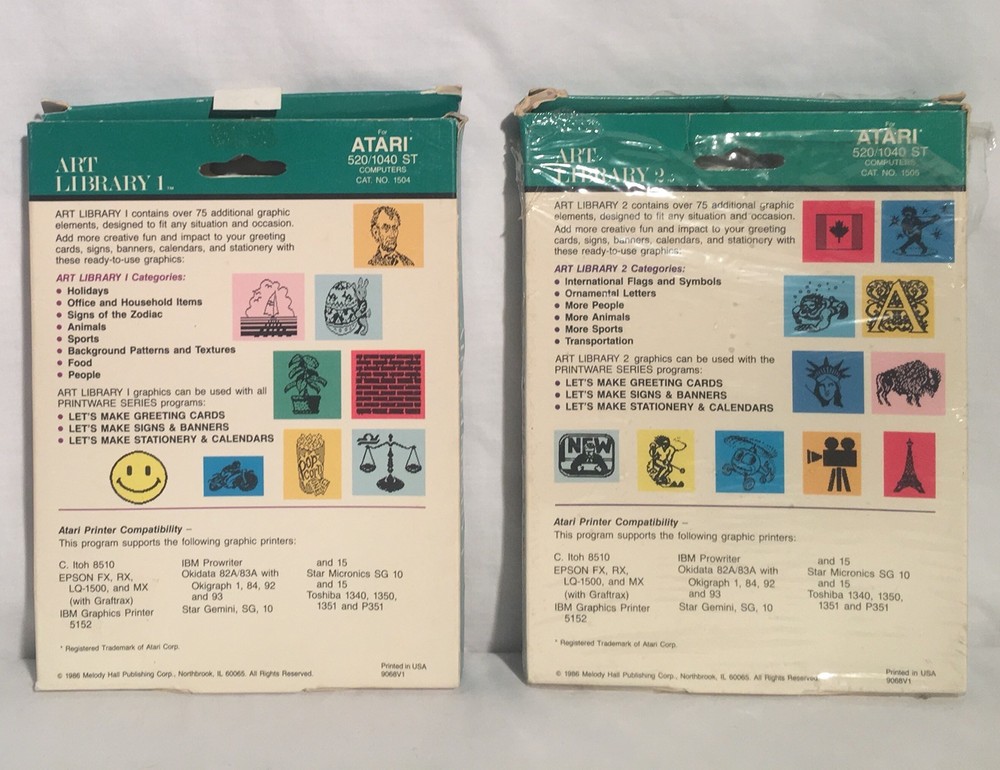 ART
LIBRARY 1™
For
ATARI*
520/1040 ST
COMPUTERS
CAT. NO. 1504
ART LIBRARY I contains over 75 additional graphic
elements, designed to fit any situation and occasion.
Add more creative fun and impact to your greeting
cards, signs, banners, calendars, and stationery with
these ready-to-use graphics:
ART LIBRARY I Categories:
• Holidays
• Office and Household Items
• Signs of the Zodiac
• Animals
• Sports
• Background Patterns and Textures
• Food
• People
ART LIBRARY I graphics can be used with all
PRINTWARE SERIES programs:
• LET'S MAKE GREETING CARDS
• LET'S MAKE SIGNS & BANNERS
• LET'S MAKE STATIONERY & CALENDARS
POP
CORN
Atari Printer Compatibility –
This program supports the following graphic printers:
C. Itoh 8510
EPSON FX, RX,
LQ-1500, and MX
(with Graftrax)
IBM Graphics Printer
5152
IBM Prowriter
Okidata 82A/83A with
Okigraph 1, 84, 92
and 93
Star Gemini, SG, 10
and 15
Star Micronics SG 10
and 15
Toshiba 1340, 1350,
1351 and P351
* Registered Trademark of Atari Corp.
© 1986 Melody Hall Publishing Corp., Northbrook, IL 60065. All Rights Reserved.
Printed in USA
9068V1
ART
LIBRARY 2
For
ATARI*
520/1040 ST
COMPUTERS
CAT. NO. 1505
ART LIBRARY 2 contains over 75 additional graphic
elements, designed to fit any situation and occasion.
Add more creative fun and impact to your greeting
cards, signs, banners, calendars, and stationery with
these ready-to-use graphics:
ART LIBRARY 2 Categories:
• International Flags and Symbols
• Ornamental Letters
• More People
• More Animals
• More Sports
• Transportation
ART LIBRARY 2 graphics can be used with the
PRINTWARE SERIES programs:
• LET'S MAKE GREETING CARDS
• LET'S MAKE SIGNS & BANNERS
• LET'S MAKE STATIONERY & CALENDARS
A
NEW
Atari Printer Compatibility –
This program supports the following graphic printers:
C. Itoh 8510
EPSON FX, RX,
LQ-1500, and MX
(with Graftrax)
IBM Graphics Printer
5152
IBM Prowriter
Okidata 82A/83A with
Okigraph 1, 84, 92
and 93
Star Gemini, SG, 10
and 15
Star Micronics SG 10
and 15
Toshiba 1340, 1350,
1351 and P351
* Registered Trademark of Atari Corp.
© 1986 Melody Hall Publishing Corp., Northbrook, IL 60065. All Rights Reserved.
Printed in USA
9068V1